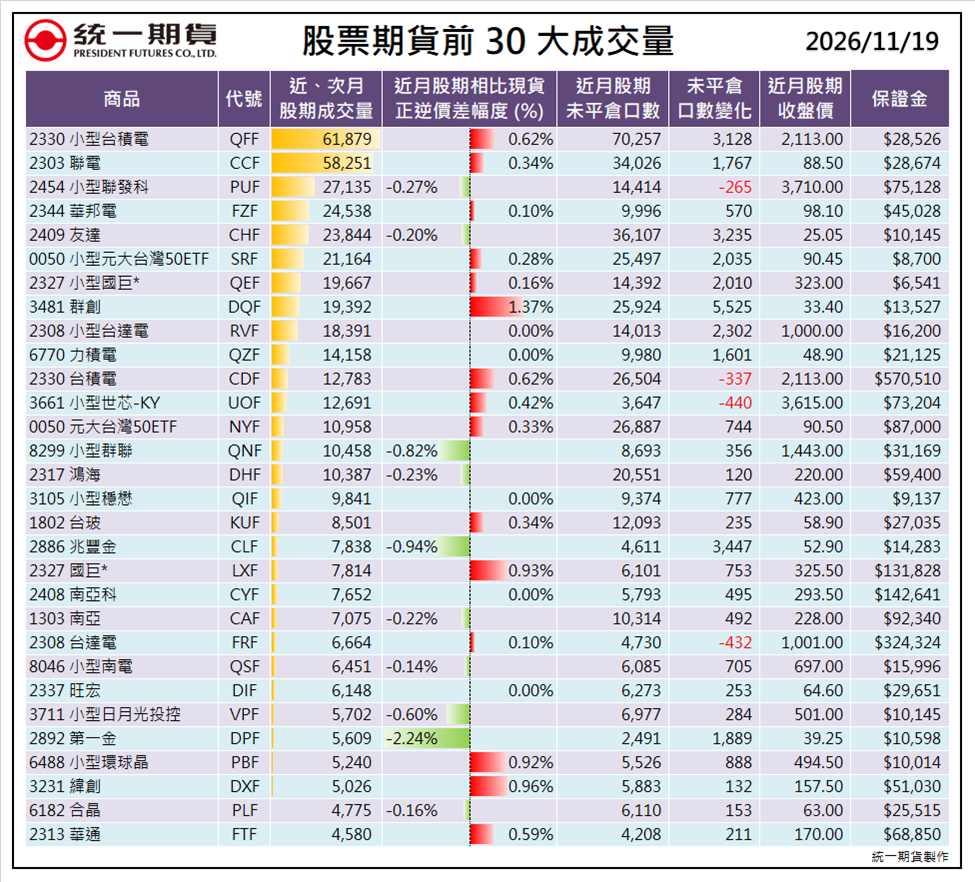 統一期貨
PRESIDENT FUTURES CO., LTD.
股票期貨前 30 大成交量
2026/11/19
商品 代號 近、次月股期成交量 近月股期相比現貨正逆價差幅度 (%) 近月股期未平倉口數 未平倉口數變化 近月股期收盤價 保證金
2330 小型台積電 QFF 61,879 0.62% 70,257 3,128 2,113.00 $28,526
2303 聯電 CCF 58,251 0.34% 34,026 1,767 88.50 $28,674
2454 小型聯發科 PUF 27,135 -0.27% 14,414 -265 3,710.00 $75,128
2344 華邦電 FZF 24,538 0.10% 9,996 570 98.10 $45,028
2409 友達 CHF 23,844 -0.20% 36,107 3,235 25.05 $10,145
0050 小型元大台灣50ETF SRF 21,164 0.28% 25,497 2,035 90.45 $8,700
2327 小型國巨* QEF 19,667 0.16% 14,392 2,010 323.00 $6,541
3481 群創 DQF 19,392 1.37% 25,924 5,525 33.40 $13,527
2308 小型台達電 RVF 18,391 0.00% 14,013 2,302 1,000.00 $16,200
6770 力積電 QZF 14,158 0.00% 9,980 1,601 48.90 $21,125
2330 台積電 CDF 12,783 0.62% 26,504 -337 2,113.00 $570,510
3661 小型世芯-KY UOF 12,691 0.42% 3,647 -440 3,615.00 $73,204
0050 元大台灣50ETF NYF 10,958 0.33% 26,887 744 90.50 $87,000
8299 小型群聯 QNF 10,458 -0.82% 8,693 356 1,443.00 $31,169
2317 鴻海 DHF 10,387 -0.23% 20,551 120 220.00 $59,400
3105 小型穩懋 QIF 9,841 0.00% 9,374 777 423.00 $9,137
1802 台玻 KUF 8,501 0.34% 12,093 235 58.90 $27,035
2886 兆豐金 CLF 7,838 -0.94% 4,611 3,447 52.90 $14,283
2327 國巨* LXF 7,814 0.93% 6,101 753 325.50 $131,828
2408 南亞科 CYF 7,652 0.00% 5,793 495 293.50 $142,641
1303 南亞 CAF 7,075 -0.22% 10,314 492 228.00 $92,340
2308 台達電 FRF 6,664 0.10% 4,730 -432 1,001.00 $324,324
8046 小型南電 QSF 6,451 -0.14% 6,085 705 697.00 $15,996
2337 旺宏 DIF 6,148 0.00% 6,273 253 64.60 $29,651
3711 小型日月光投控 VPF 5,702 -0.60% 6,977 284 501.00 $10,145
2892 第一金 DPF 5,609 -2.24% 2,491 1,889 39.25 $10,598
6488 小型環球晶 PBF 5,240 0.92% 5,526 888 494.50 $10,014
3231 緯創 DXF 5,026 0.96% 5,883 132 157.50 $51,030
6182 合晶 PLF 4,775 -0.16% 6,110 153 63.00 $25,515
2313 華通 FTF 4,580 0.59% 4,208 211 170.00 $68,850
統一期貨製作